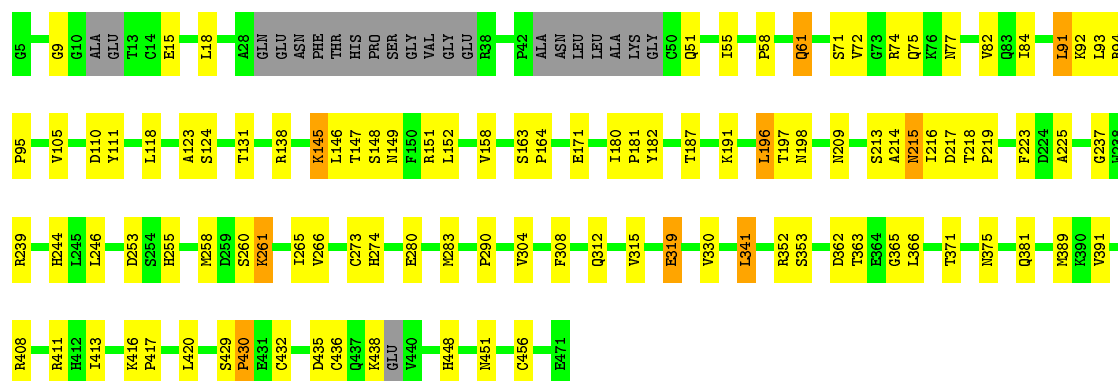 G5 G9 G10 ALA GLU T13 C14 E15 L18 A28 GLN GLU ASN PHE THR HIS PRO SER GLY VAL GLY GLU R38 P42 ALA ASN LEU LEU ALA LYS GLY C50 Q51 I55 P58 Q61 S71 V72 G73 R74 Q75 K76 N77 V82 Q83 I84 L91 K92 L93
P95 V105 D110 Y111 L118 A123 S124 T131 R138 K145 L146 T147 S148 N149 F150 R151 L152 V158 S163 P164 E171 I180 P181 Y182 T187 K191 L196 T197 N198 N209 S213 A214 N215 I216 D217 T218 P219 F223 D224 A225 G237
R239 H244 L245 L246 D253 S254 H255 M258 D259 S260 K261 I265 V266 C273 H274 E280 M283 P290 V304 F308 Q312 V315 E319 V330 L341 R352 S353 D362 T363 E364 G365 L366 T371 N375 Q381 M389 K390 V391
R408 R411 H412 I413 K416 P417 L420 S429 P430 E431 C432 D435 C436 Q437 K438 GLU V440 H448 N451 C456 E471